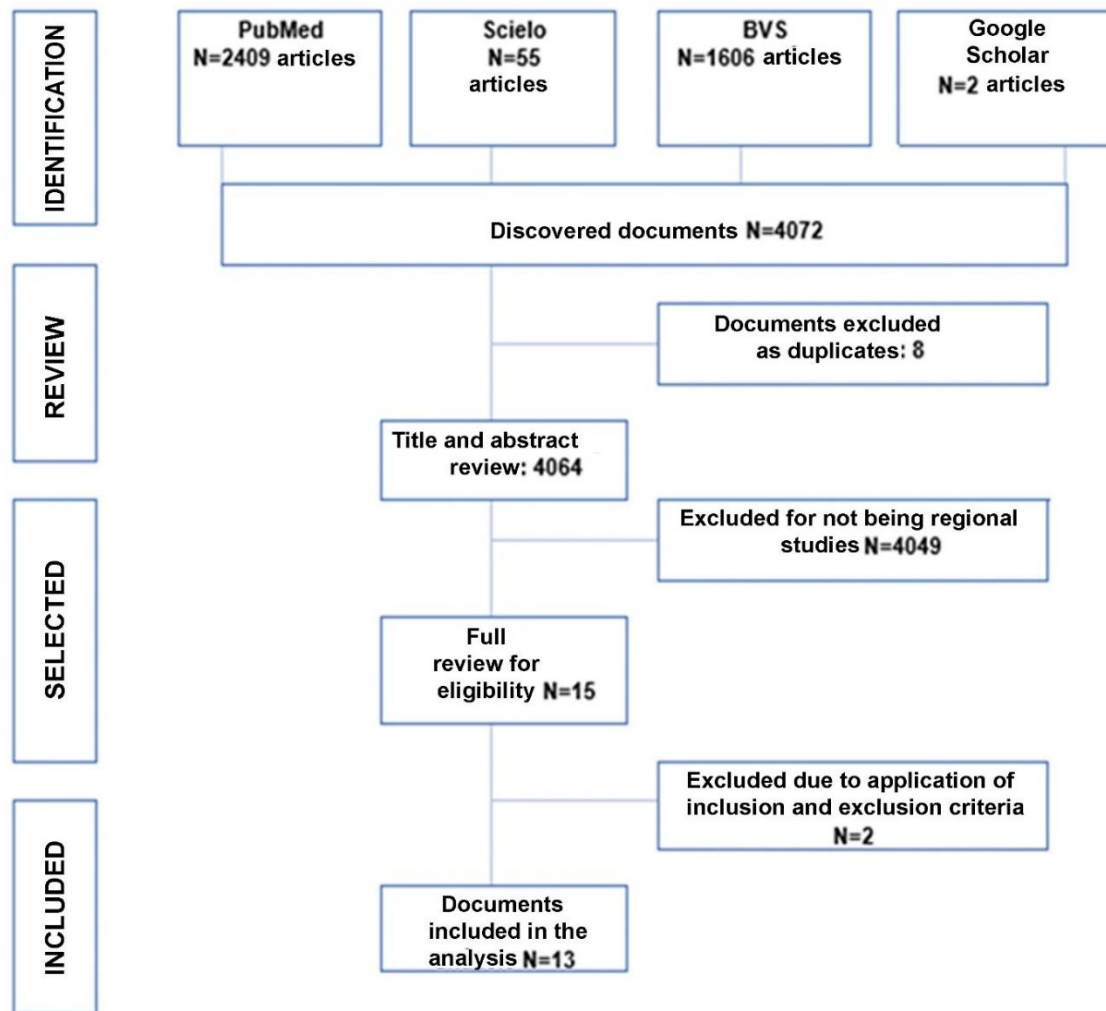 IDENTIFICATION
PubMed
N=2409 articles
Scielo
N=55
articles
BVS
N=1606 articles
Google
Scholar
N=2 articles
Discovered documents N=4072
REVIEW
Documents excluded
as duplicates: 8
Title and abstract
review: 4064
SELECTED
Excluded for not being regional
studies N=4049
Full
review for
eligibility N=15
Excluded due to application of
inclusion and exclusion criteria
N=2
INCLUDED
Documents
included in the
analysis N=13